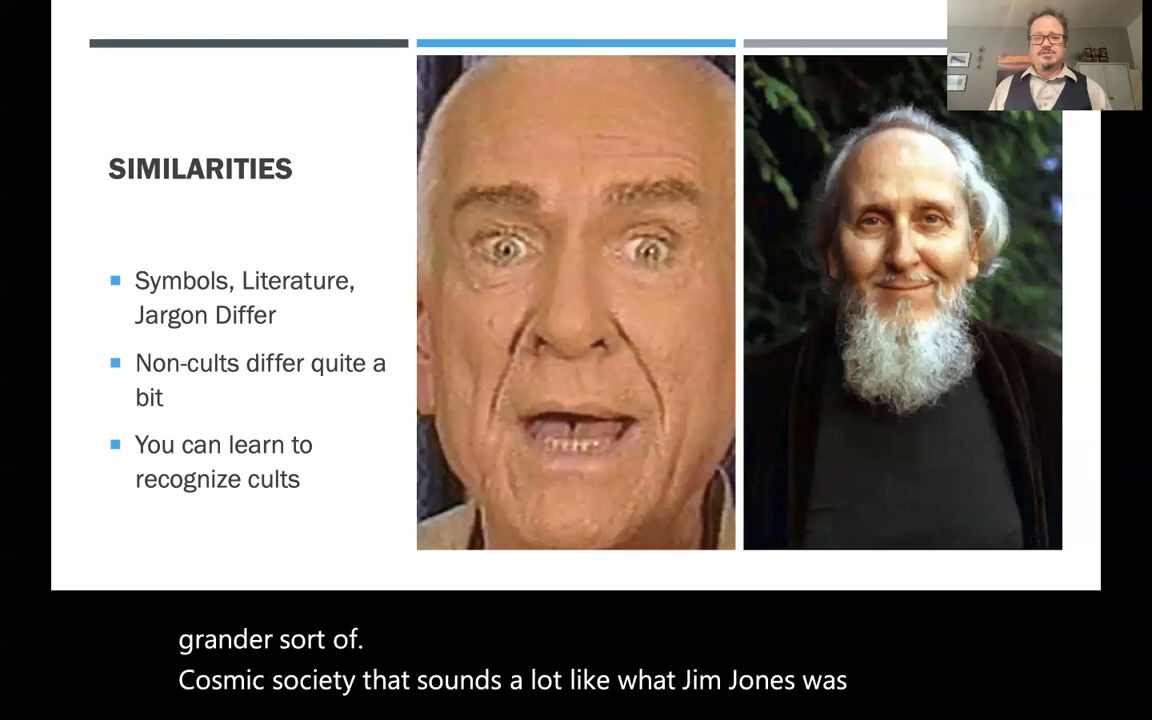 SIMILARITIES
Symbols, Literature,
Jargon Differ
Non-cults differ quite a
bit
You can learn to
recognize cults
grander sort of.
Cosmic society that sounds a lot like what Jim Jones was